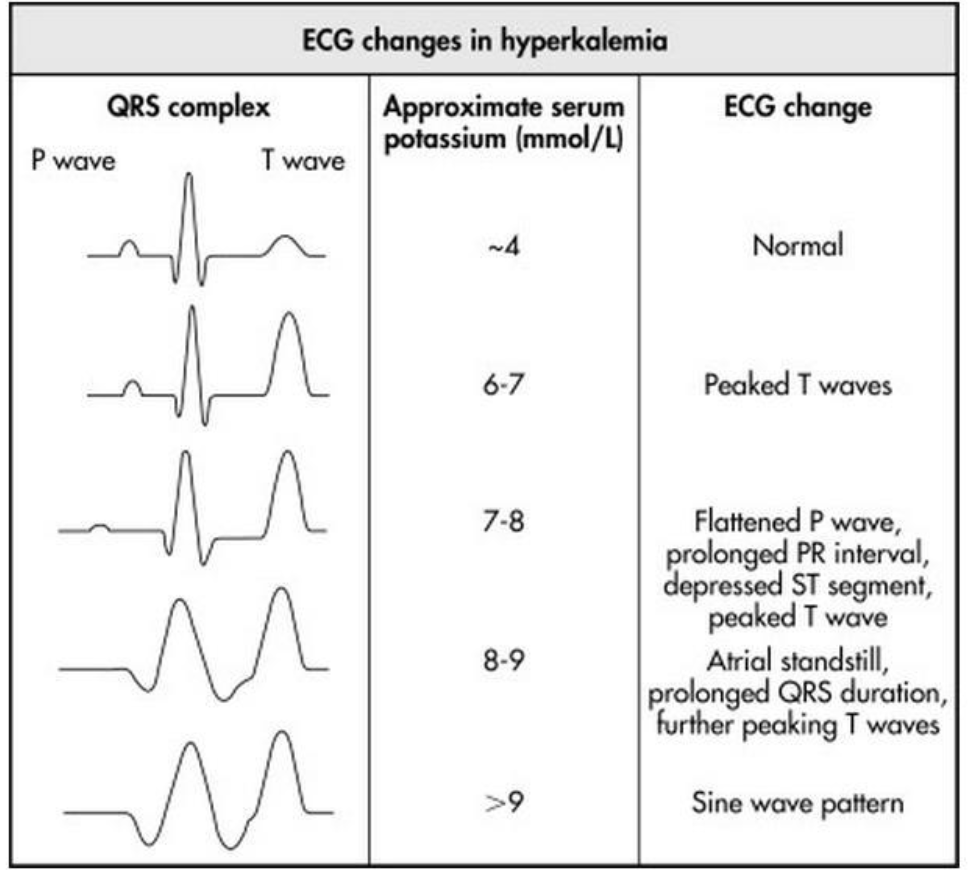 ECG changes in hyperkalemia
QRS complex
Approximate serum
potassium (mmol/L)
ECG change
P wave
T wave
~4
Normal
6-7
Peaked T waves
7-8
Flattened P wave,
prolonged PR interval,
depressed ST segment,
peaked T wave
8-9
Atrial standstill,
prolonged QRS duration,
further peaking T waves
>9
Sine wave pattern